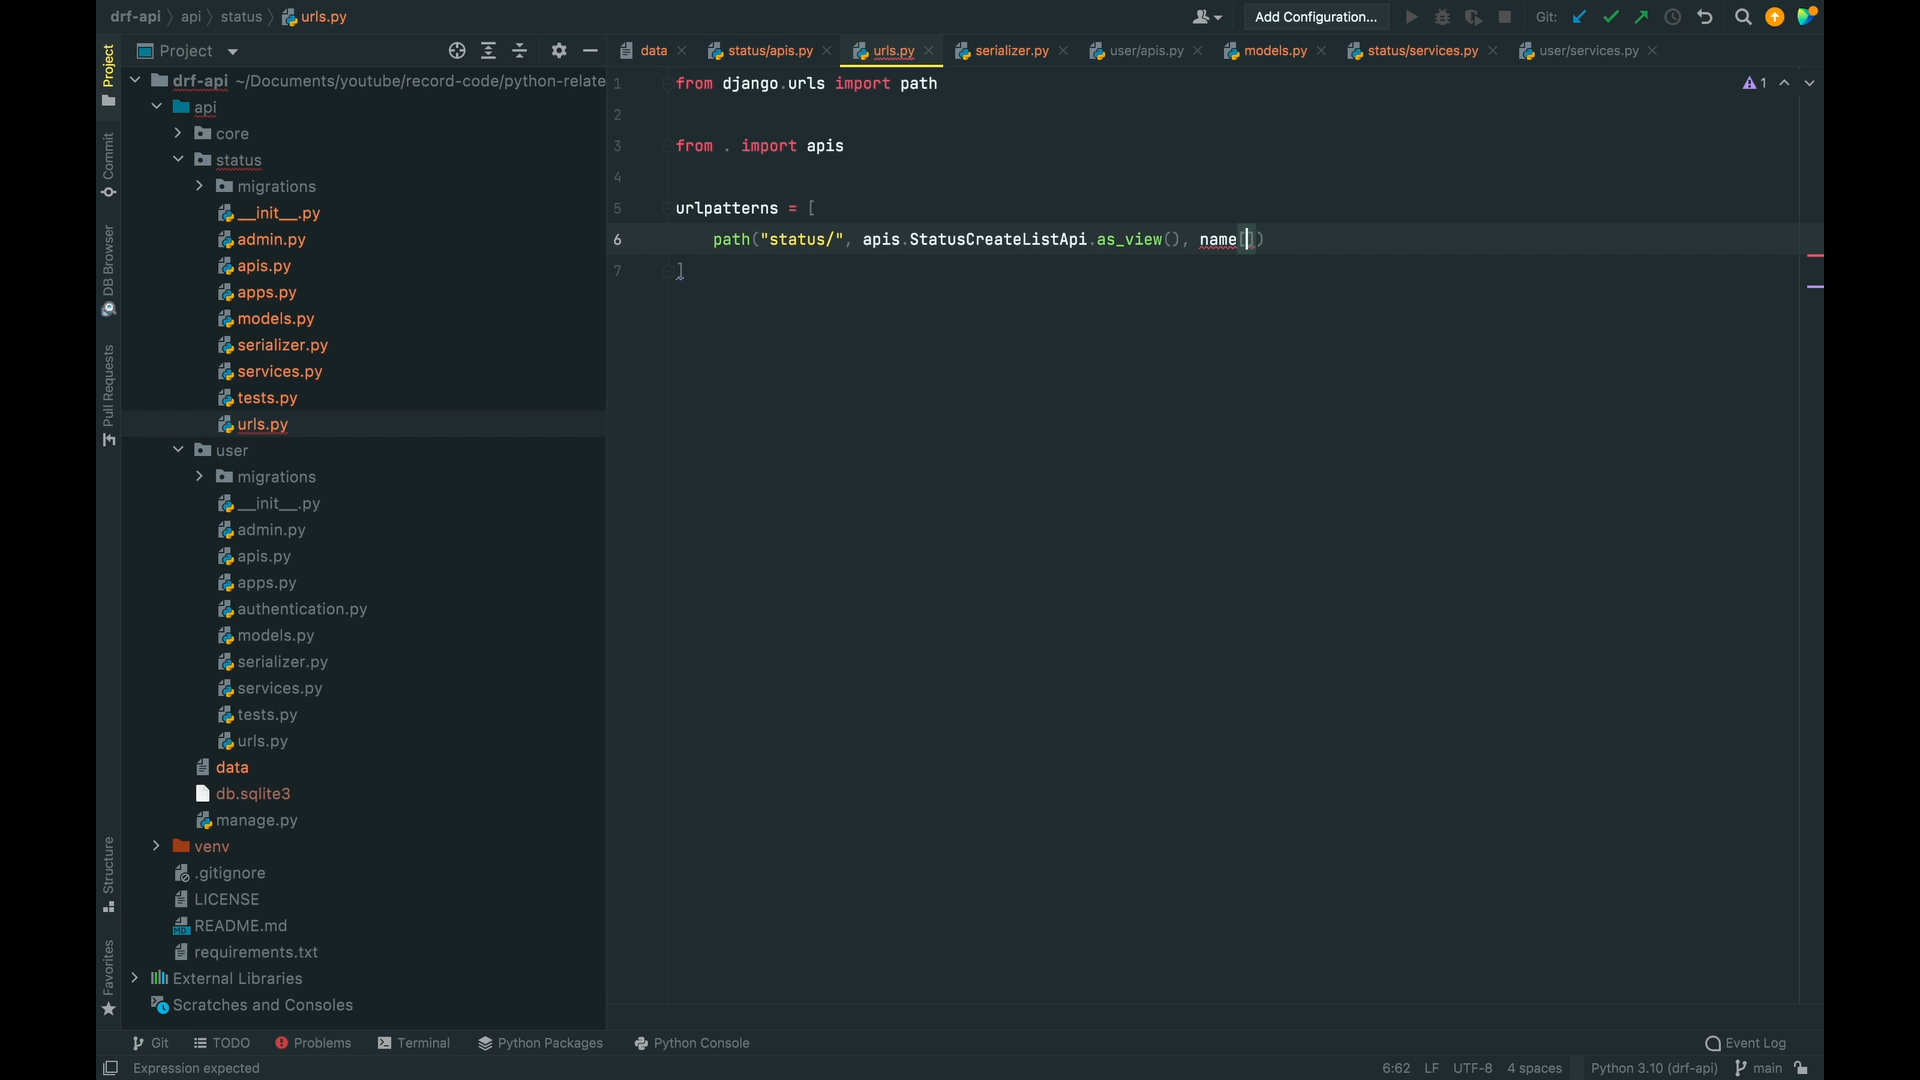 drf-api api status urls.py
Add Configuration...
Git:
Project
data
status/apis.py
urls.py
serializer.py
user/apis.py
models.py
status/services.py
user/services.py
Project
Commit
DB Browser
Pull Requests
Structure
Favorites
drf-api ~/Documents/youtube/record-code/python-relate
api
core
status
migrations
__init__.py
admin.py
apis.py
apps.py
models.py
serializer.py
services.py
tests.py
urls.py
user
migrations
__init__.py
admin.py
apis.py
apps.py
authentication.py
models.py
serializer.py
services.py
tests.py
urls.py
data
db.sqlite3
manage.py
venv
.gitignore
LICENSE
README.md
requirements.txt
External Libraries
Scratches and Consoles
1 from django.urls import path
2
3 from . import apis
4
5 urlpatterns = [
6 path("status/", apis.StatusCreateListApi.as_view(), name[])
7 ]
1
Git TODO Problems Terminal Python Packages Python Console Event Log
Expression expected 6:62 LF UTF-8 4 spaces Python 3.10 (drf-api) main